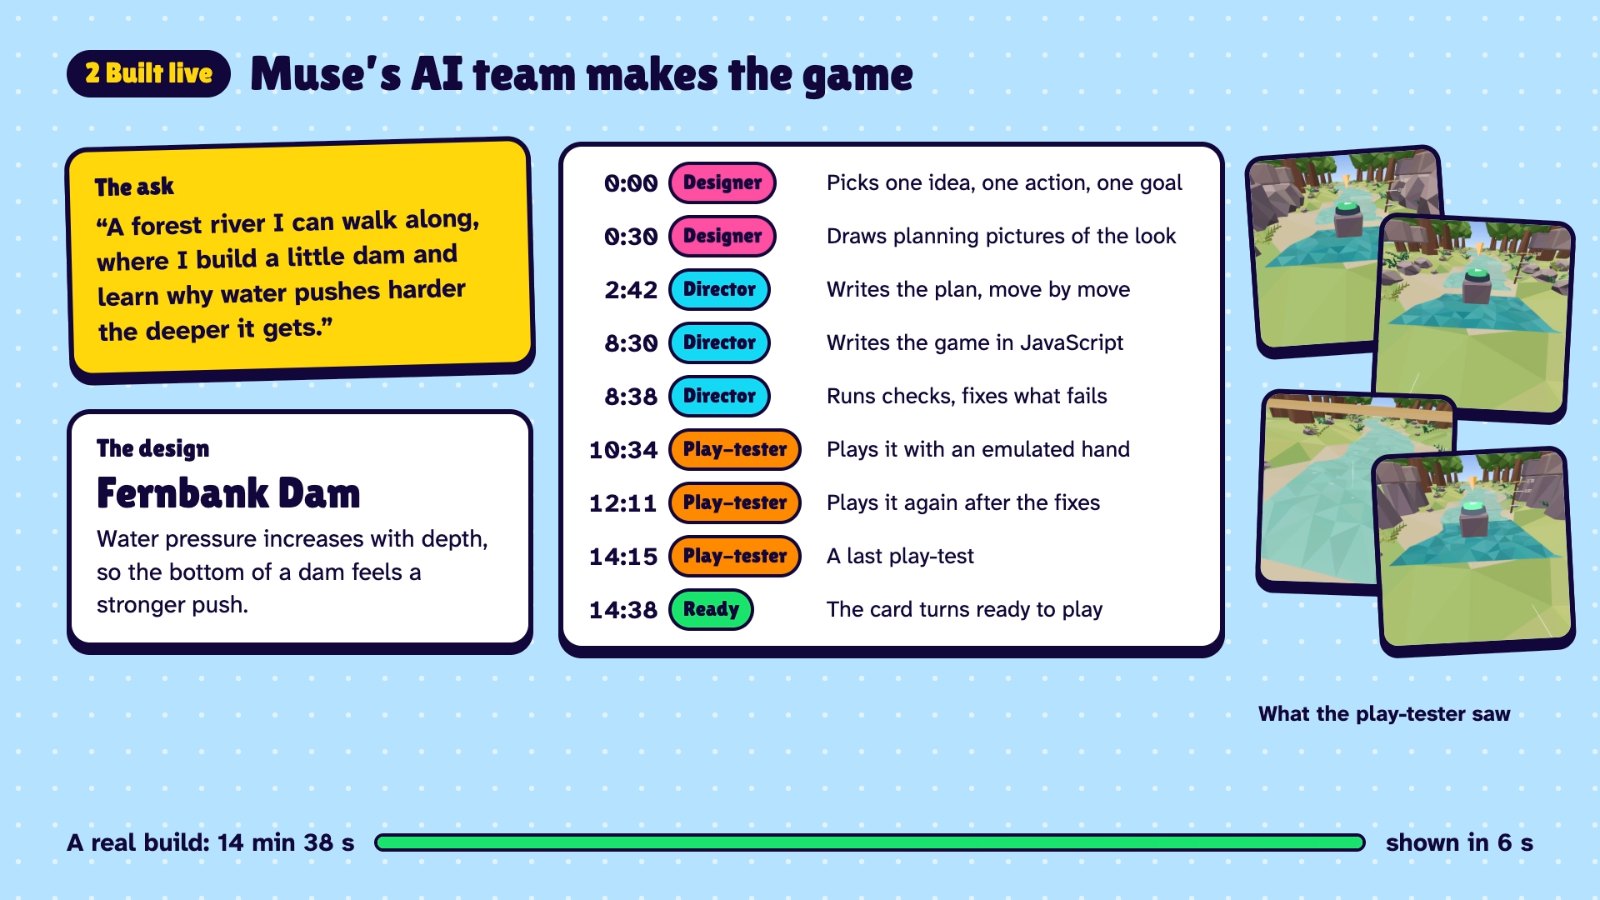 2 Built live
Muse's AI team makes the game
The ask
“A forest river I can walk along,
where I build a little dam and
learn why water pushes harder
the deeper it gets.”
The design
Fernbank Dam
Water pressure increases with depth,
so the bottom of a dam feels a
stronger push.
0:00 Designer Picks one idea, one action, one goal
0:30 Designer Draws planning pictures of the look
2:42 Director Writes the plan, move by move
8:30 Director Writes the game in JavaScript
8:38 Director Runs checks, fixes what fails
10:34 Play-tester Plays it with an emulated hand
12:11 Play-tester Plays it again after the fixes
14:15 Play-tester A last play-test
14:38 Ready The card turns ready to play
What the play-tester saw
A real build: 14 min 38 s
shown in 6 s